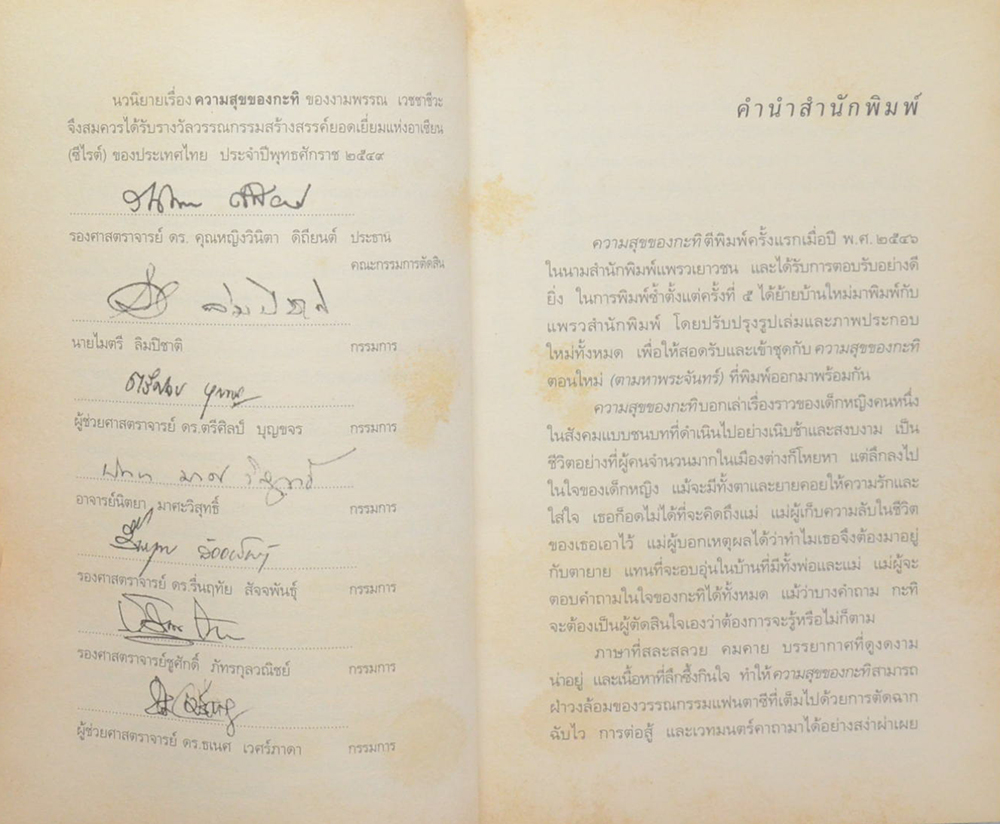 นวนิยายเรื่อง ความสุขของกะทิ ของงามพรรณ เวชชาชีวะ
จึงสมควรได้รับรางวัลวรรณกรรมสร้างสรรค์ยอดเยี่ยมแห่งอาเซียน
(ซีไรต์) ของประเทศไทย ประจำปีพุทธศักราช ๒๕๔๙
รองศาสตราจารย์ ดร. คุณหญิงวินิตา ดิถียนต์ ประธาน
คณะกรรมการตัดสิน
นายไมตรี ลิมปิชาติ กรรมการ
ผู้ช่วยศาสตราจารย์ ดร.ตรีศิลป์ บุญขจร กรรมการ
อาจารย์นิตยา มาศะวิสุทธิ์ กรรมการ
รองศาสตราจารย์ ดร.รื่นฤทัย สัจจพันธุ์ กรรมการ
รองศาสตราจารย์ชูศักดิ์ ภัทรกุลวณิชย์ กรรมการ
ผู้ช่วยศาสตราจารย์ ดร.ธเนศ เวศร์ภาดา กรรมการ
คำนำสำนักพิมพ์
ความสุขของกะทิ ตีพิมพ์ครั้งแรกเมื่อปี พ.ศ. ๒๕๔๖
ในนามสำนักพิมพ์แพรวเยาวชน และได้รับการตอบรับอย่างดี
ยิ่ง ในการพิมพ์ซ้ำตั้งแต่ครั้งที่ ๕ ได้ย้ายบ้านใหม่มาพิมพ์กับ
แพรวสำนักพิมพ์ โดยปรับปรุงรูปเล่มและภาพประกอบ
ใหม่ทั้งหมด เพื่อให้สอดรับและเข้าชุดกับ ความสุขของกะทิ
ตอนใหม่ (ตามหาพระจันทร์) ที่พิมพ์ออกมาพร้อมกัน
ความสุขของกะทิบอกเล่าเรื่องราวของเด็กหญิงคนหนึ่ง
ในสังคมแบบชนบทที่ดำเนินไปอย่างเนิบช้าและสงบงาม เป็น
ชีวิตอย่างที่ผู้คนจำนวนมากในเมืองต่างก็โหยหา แต่ลึกลงไป
ในใจของเด็กหญิง แม้จะมีทั้งตาและยายคอยให้ความรักและ
ใส่ใจ เธอก็อดไม่ได้ที่จะคิดถึงแม่ แม่ผู้เก็บความลับในชีวิต
ของเธอเอาไว้ แม่ผู้บอกเหตุผลได้ว่าทำไมเธอจึงต้องมาอยู่
กับตายาย แทนที่จะอบอุ่นในบ้านที่มีทั้งพ่อและแม่ แม่ผู้จะ
ตอบคำถามในใจของกะทิได้ทั้งหมด แม้ว่าบางคำถาม กะทิ
จะต้องเป็นผู้ตัดสินใจเองว่าต้องการจะรู้หรือไม่ก็ตาม
ภาษาที่สละสลวย คมคาย บรรยากาศที่ดูงดงาม
น่าอยู่ และเนื้อหาที่ลึกซึ้งกินใจ ทำให้ความสุขของกะทิสามารถ
ฝ่าวงล้อมของวรรณกรรมแฟนตาซีที่เต็มไปด้วยการตัดฉาก
ฉับไว การต่อสู้ และเวทมนตร์คาถามาได้อย่างสง่าผ่าเผย